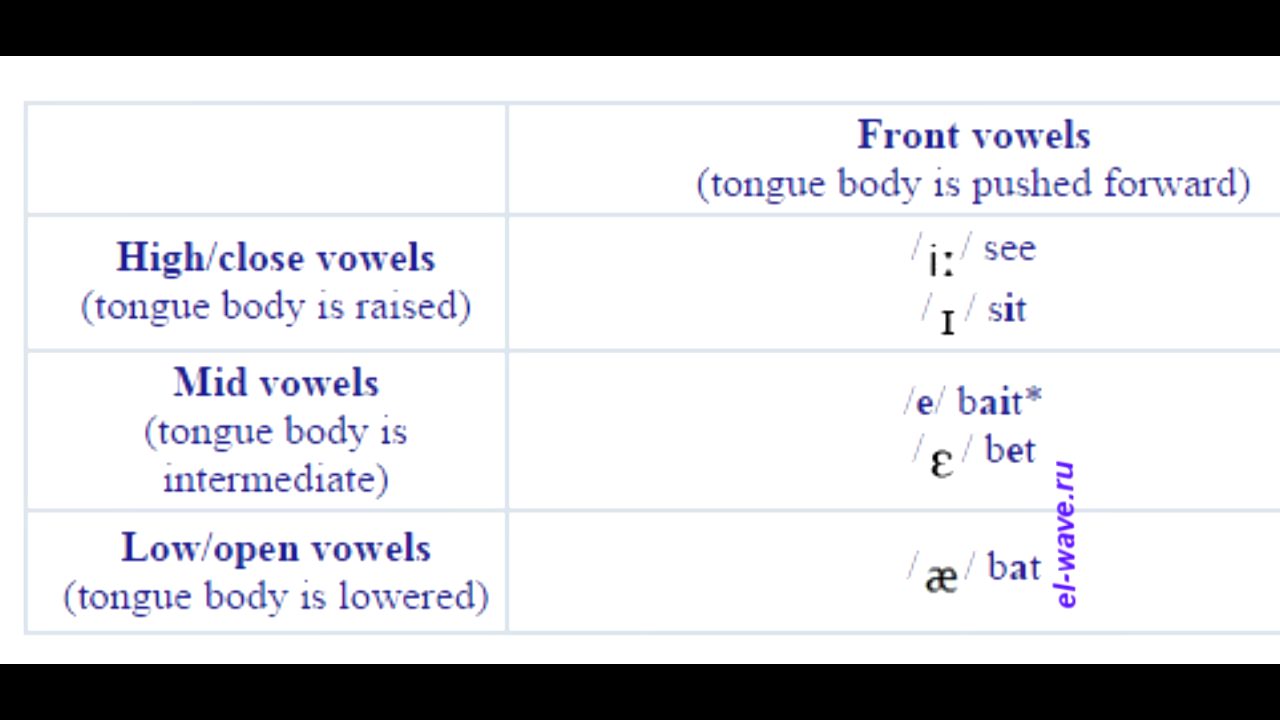 Front vowels
(tongue body is pushed forward)
High/close vowels
(tongue body is raised)
/iː/ see
/ɪ/ sit
Mid vowels
(tongue body is
intermediate)
/e/ bait*
/ɛ/ bet
Low/open vowels
(tongue body is lowered)
/æ/ bat
el-wave.ru